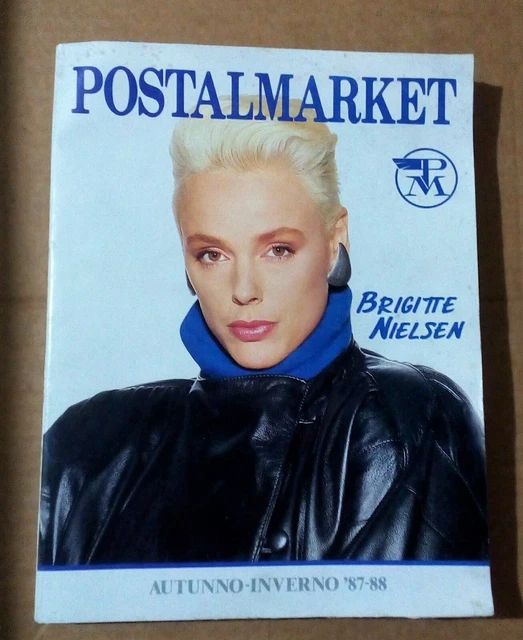 POSTALMARKET
PM
BRIGITTE
NIELSEN
AUTUNNO-INVERNO '87-88